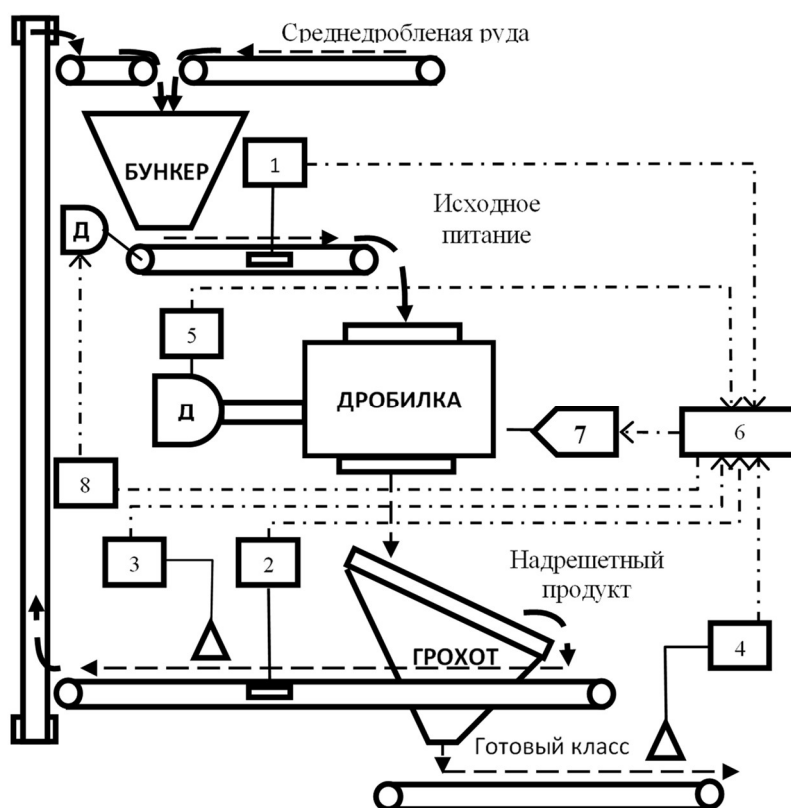 Среднедробленая руда
БУНКЕР
1
Исходное
питание
Д
5
Д
ДРОБИЛКА
7
6
8
3
2
Надрешетный
продукт
4
ГРОХОТ
Готовый класс